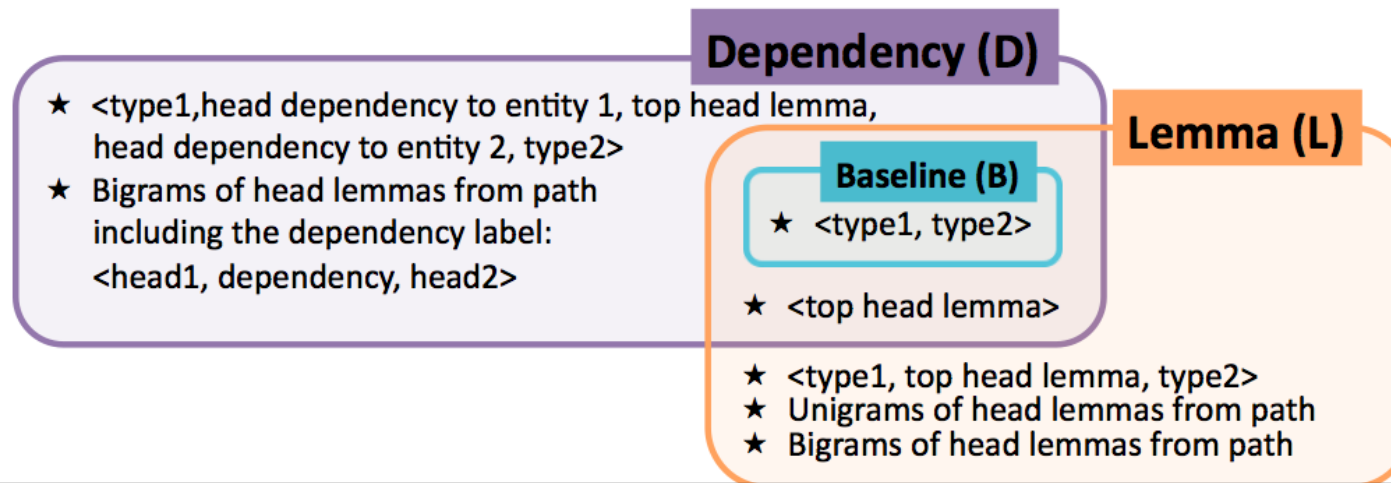 Dependency (D)
★ <type1,head dependency to entity 1, top head lemma,
head dependency to entity 2, type2>
★ Bigrams of head lemmas from path
including the dependency label:
<head1, dependency, head2>
Lemma (L)
Baseline (B)
★ <type1, type2>
★ <top head lemma>
★ <type1, top head lemma, type2>
★ Unigrams of head lemmas from path
★ Bigrams of head lemmas from path